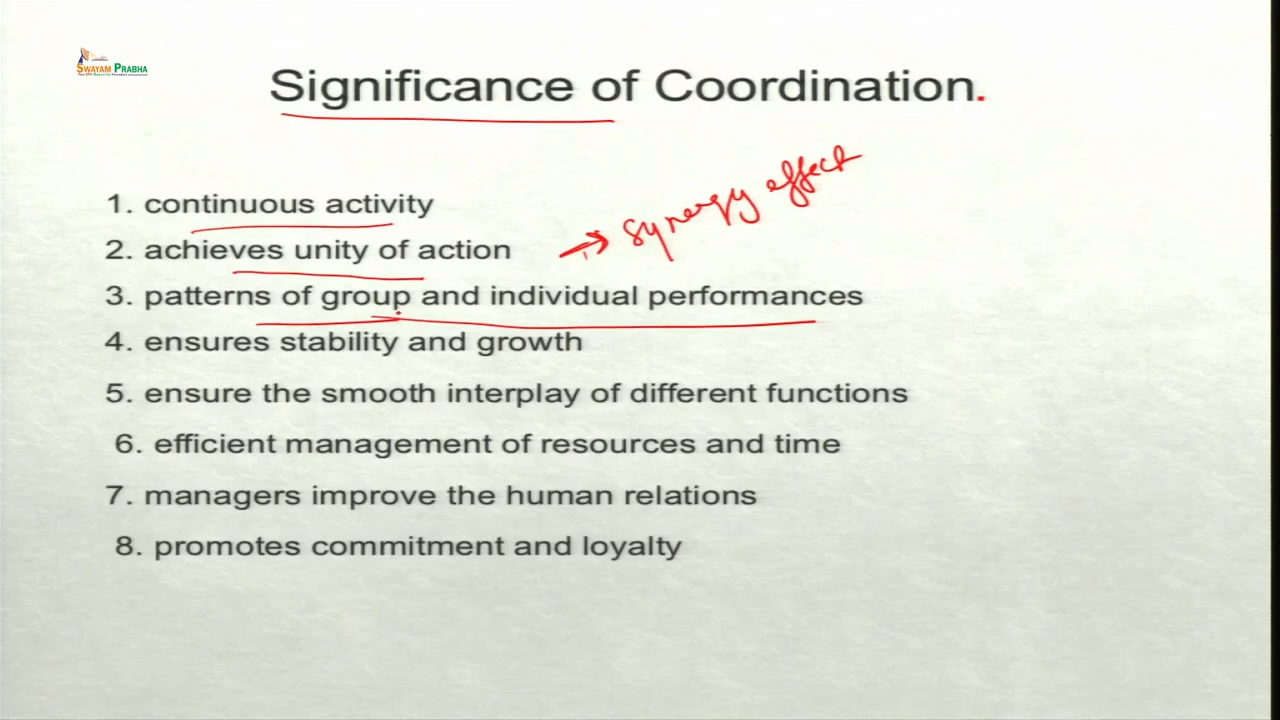 SWAYAM PRABHA
Significance of Coordination.
1. continuous activity
2. achieves unity of action
→ synergy effect
3. patterns of group and individual performances
4. ensures stability and growth
5. ensure the smooth interplay of different functions
6. efficient management of resources and time
7. managers improve the human relations
8. promotes commitment and loyalty